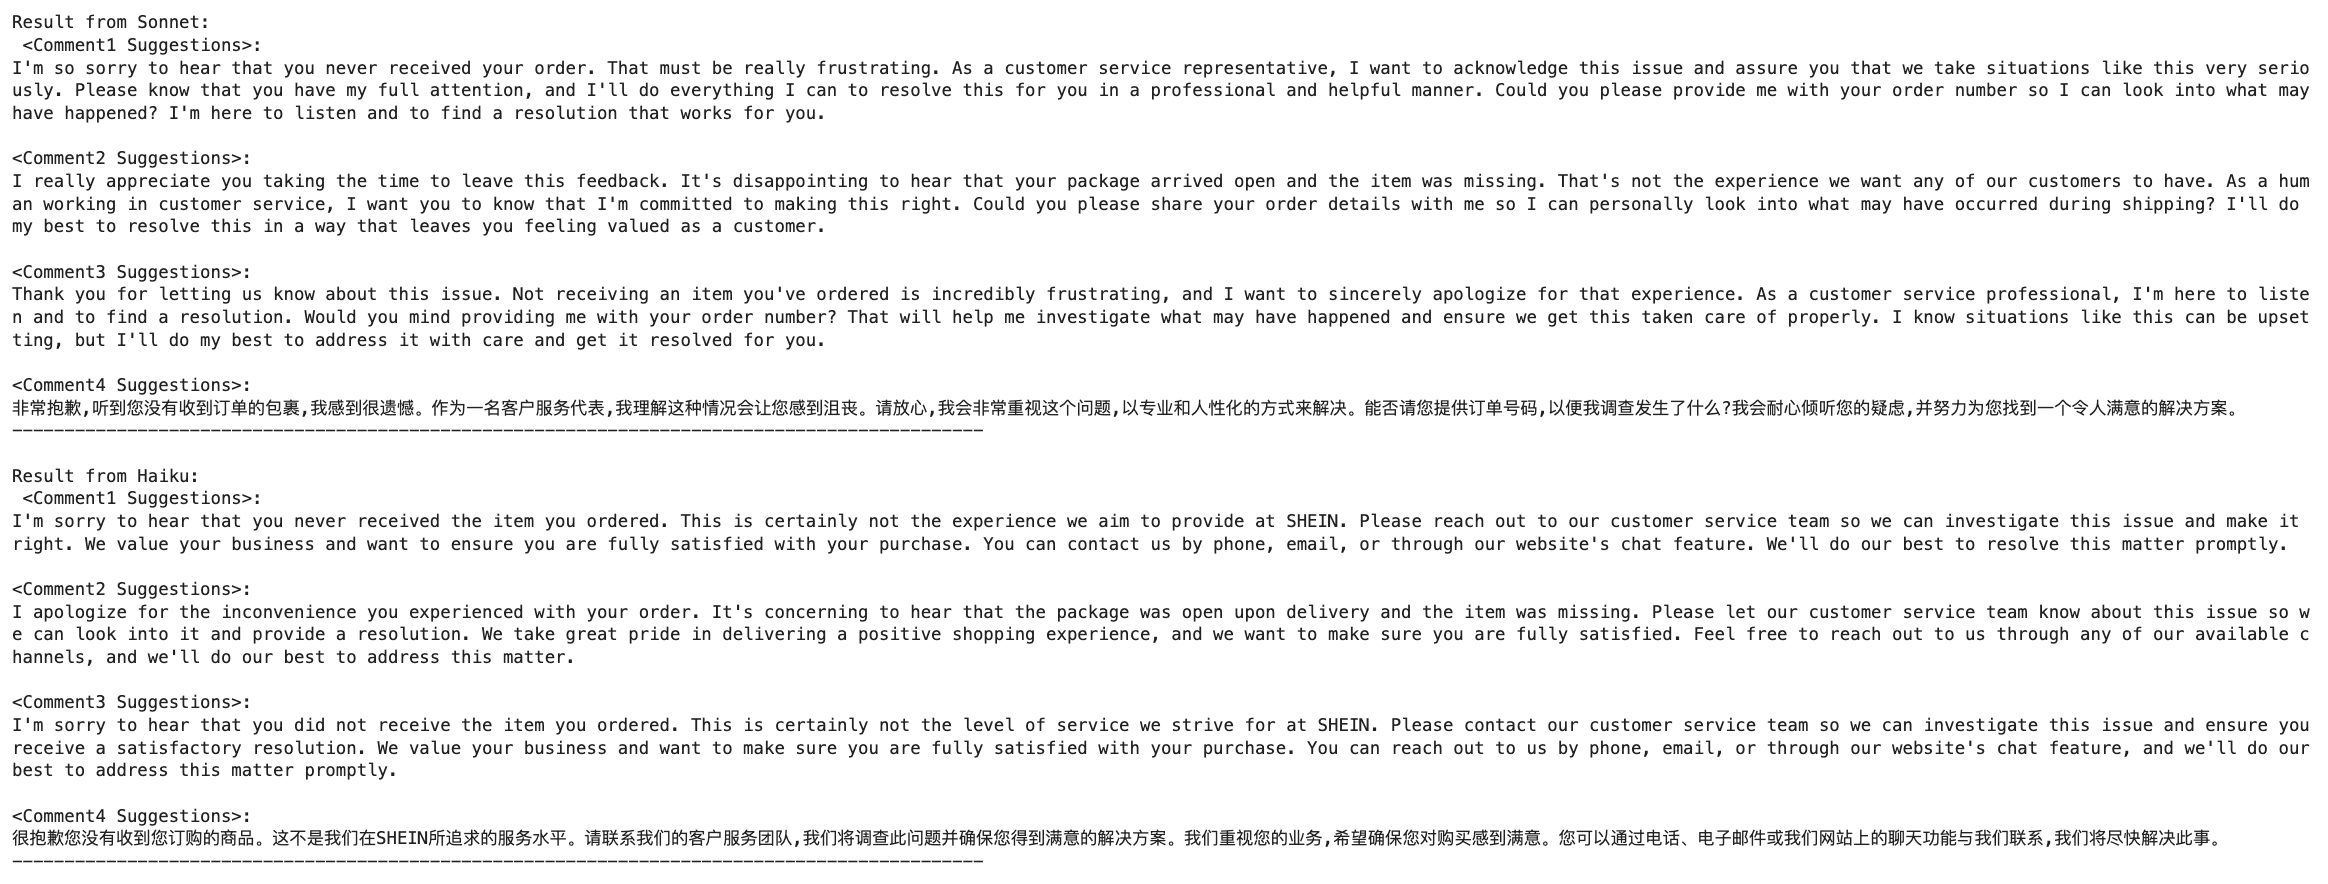 Result from Sonnet:
<Comment1 Suggestions>:
I'm so sorry to hear that you never received your order. That must be really frustrating. As a customer service representative, I want to acknowledge this issue and assure you that we take situations like this very serio
usly. Please know that you have my full attention, and I'll do everything I can to resolve this for you in a professional and helpful manner. Could you please provide me with your order number so I can look into what may
have happened? I'm here to listen and to find a resolution that works for you.
<Comment2 Suggestions>:
I really appreciate you taking the time to leave this feedback. It's disappointing to hear that your package arrived open and the item was missing. That's not the experience we want any of our customers to have. As a hum
an working in customer service, I want you to know that I'm committed to making this right. Could you please share your order details with me so I can personally look into what may have occurred during shipping? I'll do
my best to resolve this in a way that leaves you feeling valued as a customer.
<Comment3 Suggestions>:
Thank you for letting us know about this issue. Not receiving an item you've ordered is incredibly frustrating, and I want to sincerely apologize for that experience. As a customer service professional, I'm here to liste
n and to find a resolution. Would you mind providing me with your order number? That will help me investigate what may have happened and ensure we get this taken care of properly. I know situations like this can be upset
ting, but I'll do my best to address it with care and get it resolved for you.
<Comment4 Suggestions>:
非常抱歉,听到您没有收到订单的包裹,我感到很遗憾。作为一名客户服务代表,我理解这种情况会让您感到沮丧。请放心,我会非常重视这个问题,以专业和人性化的方式来解决。能否请您提供订单号码,以便我调查发生了什么?我会耐心倾听您的疑虑,并努力为您找到一个令人满意的解决方案。
---------------------------------------------------------------------------------------------
Result from Haiku:
<Comment1 Suggestions>:
I'm sorry to hear that you never received the item you ordered. This is certainly not the experience we aim to provide at SHEIN. Please reach out to our customer service team so we can investigate this issue and make it
right. We value your business and want to ensure you are fully satisfied with your purchase. You can contact us by phone, email, or through our website's chat feature. We'll do our best to resolve this matter promptly.
<Comment2 Suggestions>:
I apologize for the inconvenience you experienced with your order. It's concerning to hear that the package was open upon delivery and the item was missing. Please let our customer service team know about this issue so w
e can look into it and provide a resolution. We take great pride in delivering a positive shopping experience, and we want to make sure you are fully satisfied. Feel free to reach out to us through any of our available c
hannels, and we'll do our best to address this matter.
<Comment3 Suggestions>:
I'm sorry to hear that you did not receive the item you ordered. This is certainly not the level of service we strive for at SHEIN. Please contact our customer service team so we can investigate this issue and ensure you
receive a satisfactory resolution. We value your business and want to make sure you are fully satisfied with your purchase. You can reach out to us by phone, email, or through our website's chat feature, and we'll do our
best to address this matter promptly.
<Comment4 Suggestions>:
很抱歉您没有收到您订购的商品。这不是我们在SHEIN所追求的服务水平。请联系我们的客户服务团队,我们将调查此问题并确保您得到满意的解决方案。我们重视您的业务,希望确保您对购买感到满意。您可以通过电话、电子邮件或我们网站上的聊天功能与我们联系,我们将尽快解决此事。
---------------------------------------------------------------------------------------------